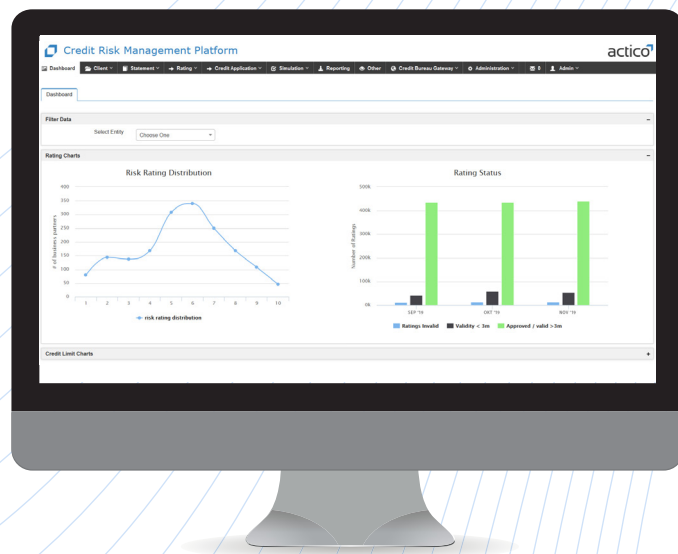 Credit Risk Management Platform
actico
Dashboard Client Statement Rating Credit Application Simulation Reporting Other Credit Bureau Gateway Administration 0 Admin
Dashboard
Filter Data
Select Entity Choose One
Rating Charts
Risk Rating Distribution
# of business partners
400
350
300
250
200
150
100
50
0
1 2 3 4 5 6 7 8 9 10
risk rating distribution
Rating Status
Number of Ratings
500k
400k
300k
200k
100k
0k
SEP '19 OKT '19 NOV '19
Ratings Invalid Validity < 3m Approved / valid > 3m
Credit Limit Charts